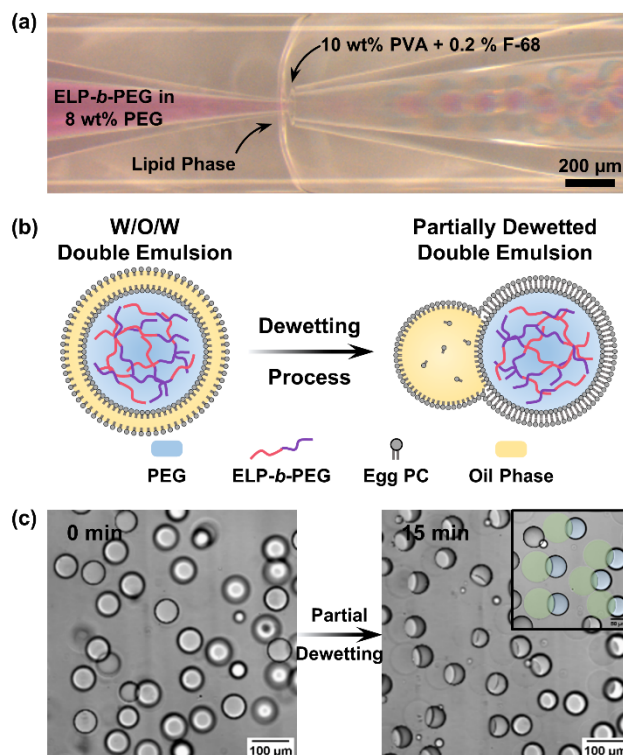 (a)
10 wt% PVA + 0.2 % F-68
ELP-b-PEG in
8 wt% PEG
Lipid Phase
200 µm
(b)
W/O/W
Double Emulsion
Partially Dewetted
Double Emulsion
Dewetting
Process
PEG
ELP-b-PEG
Egg PC
Oil Phase
(c)
0 min
15 min
Partial
Dewetting
100 µm
100 µm